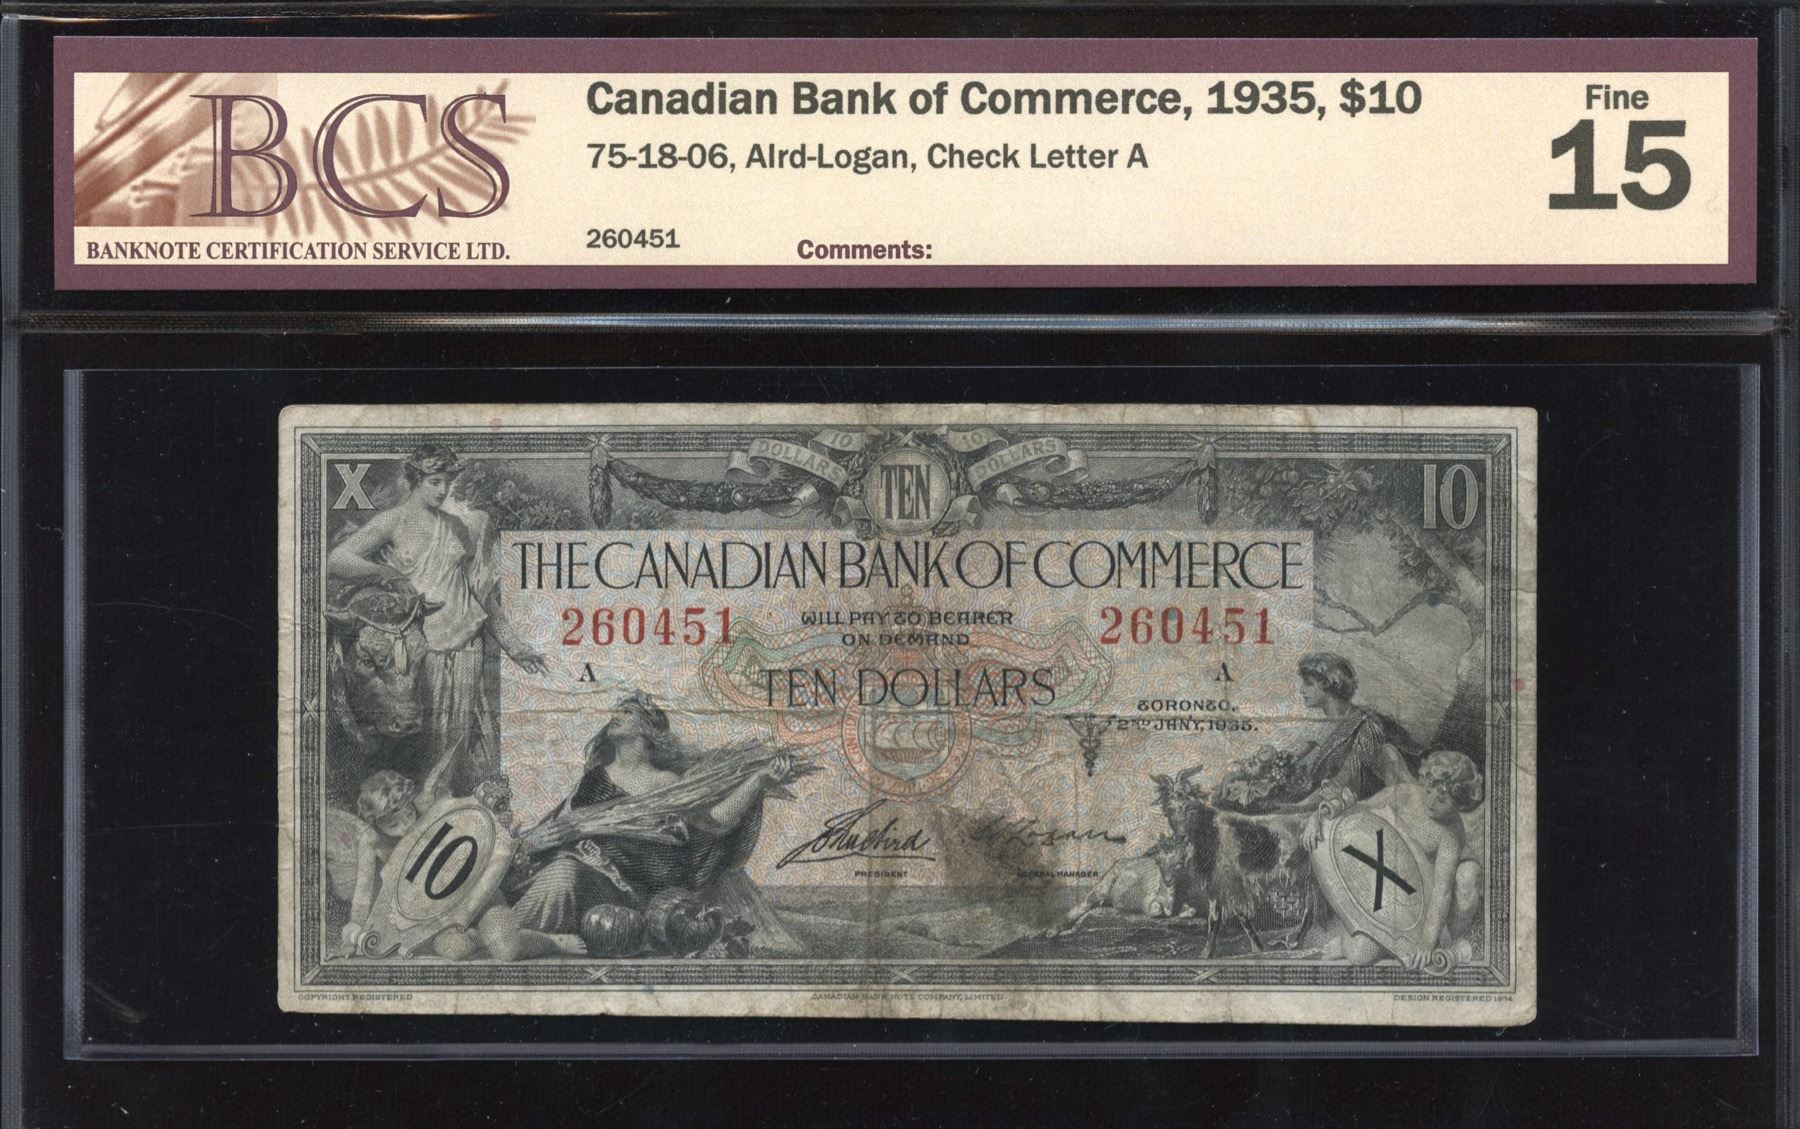 BCS
BANKNOTE CERTIFICATION SERVICE LTD.
Canadian Bank of Commerce, 1935, $10
75-18-06, AIrd-Logan, Check Letter A
260451
Comments:
Fine
15
X
DOLLARS 10
TEN
10 DOLLARS
10
THE CANADIAN BANK OF COMMERCE
260451
WILL PAY TO BEARER
ON DEMAND
260451
A
TEN DOLLARS
A
TORONTO,
2ND JANY, 1935.
John Aird
Logan
PRESIDENT
GENERAL MANAGER
10
X
COPYRIGHT REGISTERED
CANADIAN BANK NOTE COMPANY, LIMITED
DESIGN REGISTERED 1934